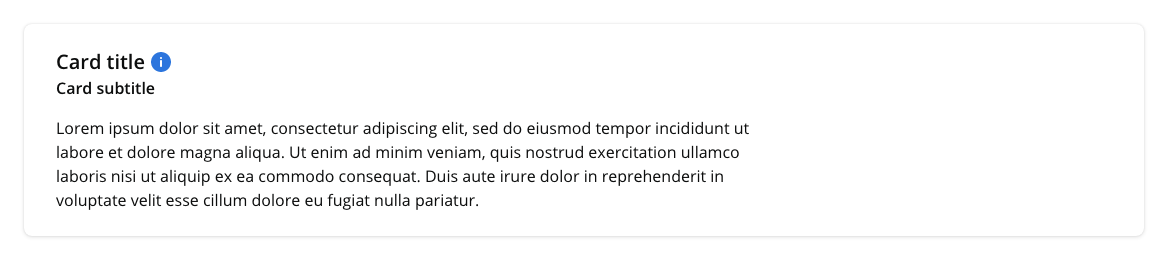 Card title i
Card subtitle
Lorem ipsum dolor sit amet, consectetur adipiscing elit, sed do eiusmod tempor incididunt ut
labore et dolore magna aliqua. Ut enim ad minim veniam, quis nostrud exercitation ullamco
laboris nisi ut aliquip ex ea commodo consequat. Duis aute irure dolor in reprehenderit in
voluptate velit esse cillum dolore eu fugiat nulla pariatur.